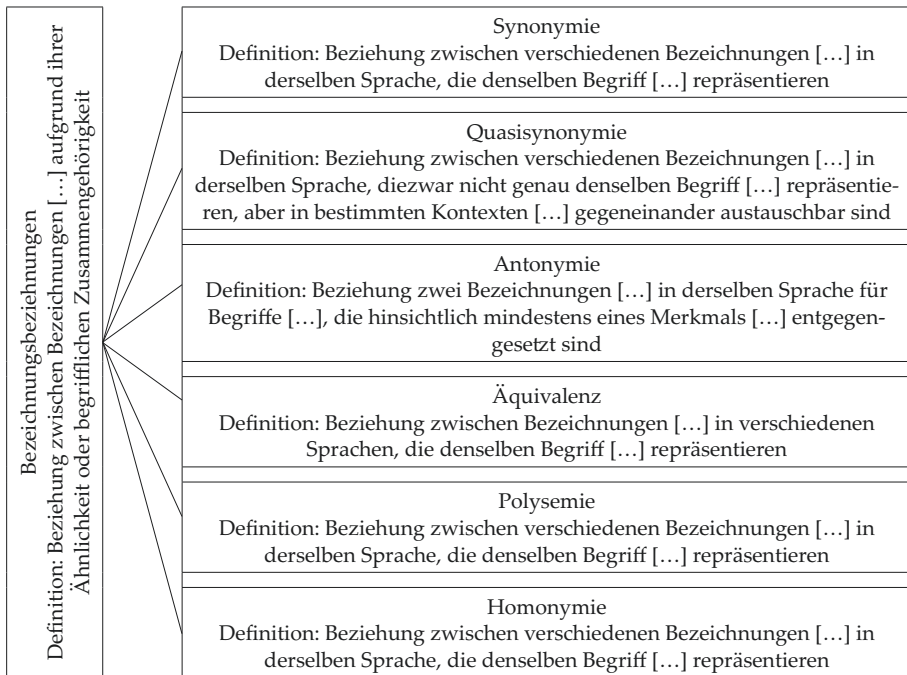 Bezeichnungsbeziehnungen
Definition: Beziehung zwischen Bezeichnungen […] aufgrund ihrer
Ähnlichkeit oder begrifflichen Zusammengehörigkeit
Synonymie
Definition: Beziehung zwischen verschiedenen Bezeichnungen […] in
derselben Sprache, die denselben Begriff […] repräsentieren
Quasisynonymie
Definition: Beziehung zwischen verschiedenen Bezeichnungen […] in
derselben Sprache, diezwar nicht genau denselben Begriff […] repräsentie-
ren, aber in bestimmten Kontexten […] gegeneinander austauschbar sind
Antonymie
Definition: Beziehung zwei Bezeichnungen […] in derselben Sprache für
Begriffe […], die hinsichtlich mindestens eines Merkmals […] entgegen-
gesetzt sind
Äquivalenz
Definition: Beziehung zwischen Bezeichnungen […] in verschiedenen
Sprachen, die denselben Begriff […] repräsentieren
Polysemie
Definition: Beziehung zwischen verschiedenen Bezeichnungen […] in
derselben Sprache, die denselben Begriff […] repräsentieren
Homonymie
Definition: Beziehung zwischen verschiedenen Bezeichnungen […] in
derselben Sprache, die denselben Begriff […] repräsentieren